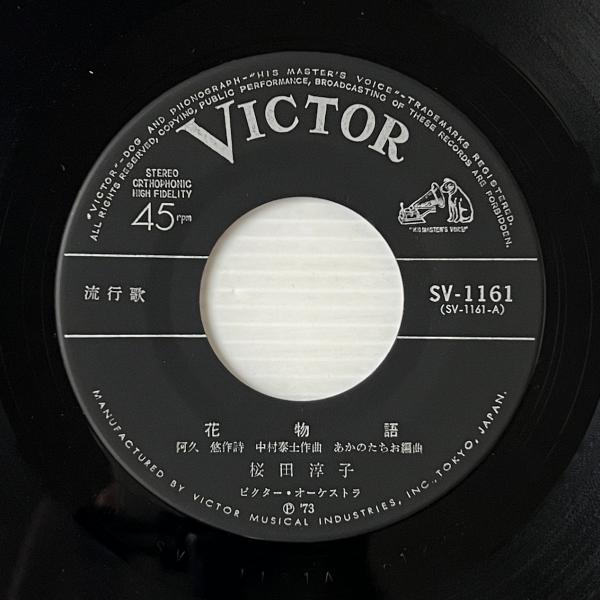 "VICTOR"–DOG AND PHONOGRAPH–"HIS MASTER'S VOICE"–TRADEMARKS REGISTERED.
ALL RIGHTS RESERVED, COPYING, PUBLIC PERFORMANCE, BROADCASTING OF THESE RECORDS ARE FORBIDDEN.
VICTOR
STEREO
ORTHOPHONIC
HIGH FIDELITY
45rpm
"HIS MASTER'S VOICE"
流行歌
SV-1161
(SV-1161-A)
花物語
阿久 悠作詩 中村泰士作曲 あかのたちお編曲
桜田淳子
ビクター・オーケストラ
Ⓟ '73
MANUFACTURED BY VICTOR MUSICAL INDUSTRIES, INC., TOKYO, JAPAN.